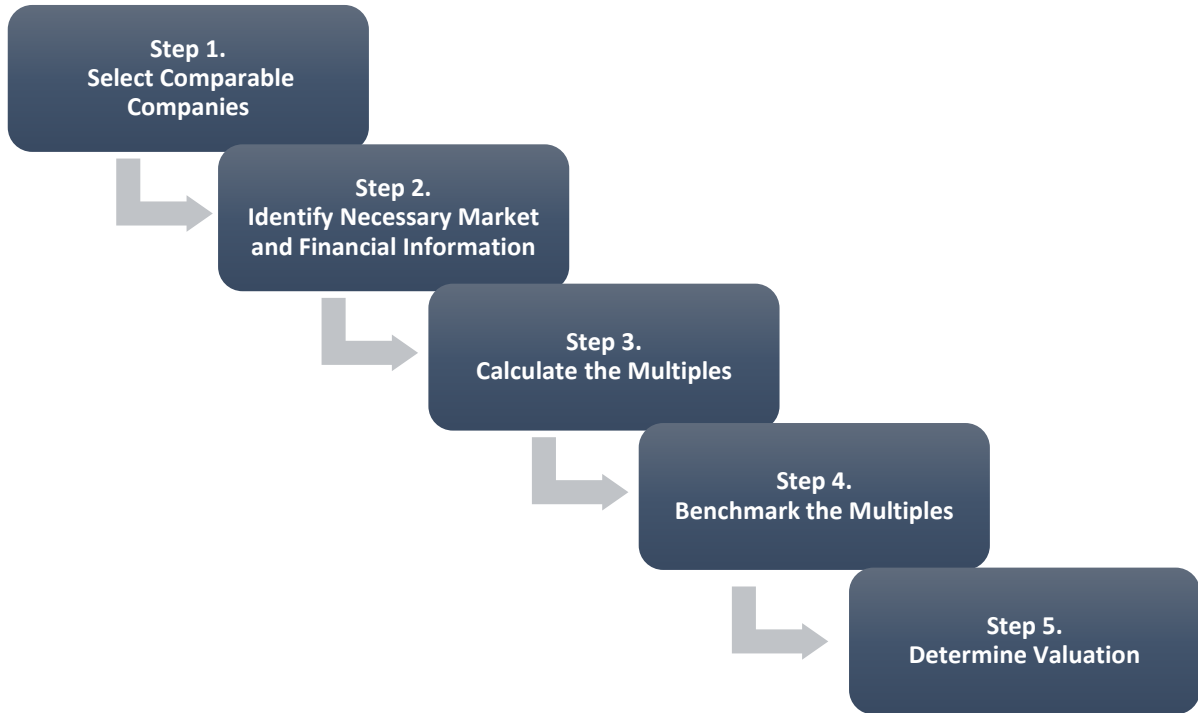 Step 1.
Select Comparable
Companies
Step 2.
Identify Necessary Market
and Financial Information
Step 3.
Calculate the Multiples
Step 4.
Benchmark the Multiples
Step 5.
Determine Valuation